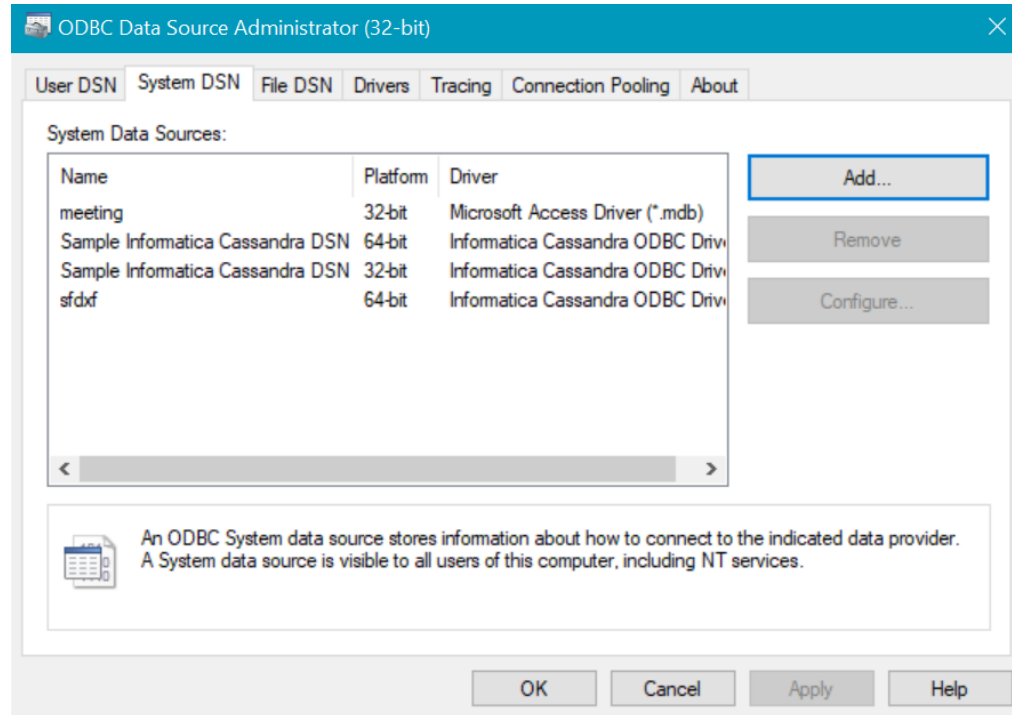 ODBC Data Source Administrator (32-bit)
User DSN System DSN File DSN Drivers Tracing Connection Pooling About
System Data Sources:
Name Platform Driver
meeting 32-bit Microsoft Access Driver (*.mdb)
Sample Informatica Cassandra DSN 64-bit Informatica Cassandra ODBC Driv
Sample Informatica Cassandra DSN 32-bit Informatica Cassandra ODBC Driv
sfdxf 64-bit Informatica Cassandra ODBC Driv
Add...
Remove
Configure...
An ODBC System data source stores information about how to connect to the indicated data provider.
A System data source is visible to all users of this computer, including NT services.
OK Cancel Apply Help